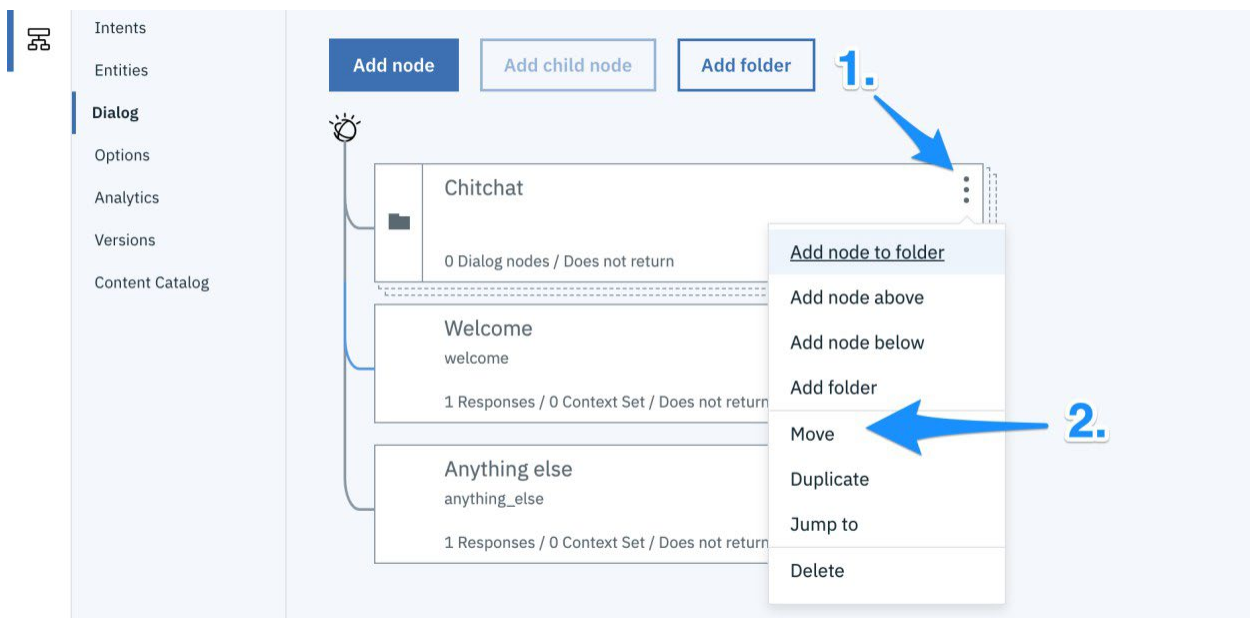 Intents
Entities
Dialog
Options
Analytics
Versions
Content Catalog
Add node
Add child node
Add folder
1.
Chitchat
0 Dialog nodes / Does not return
Welcome
welcome
1 Responses / 0 Context Set / Does not return
Anything else
anything_else
1 Responses / 0 Context Set / Does not return
Add node to folder
Add node above
Add node below
Add folder
Move
2.
Duplicate
Jump to
Delete